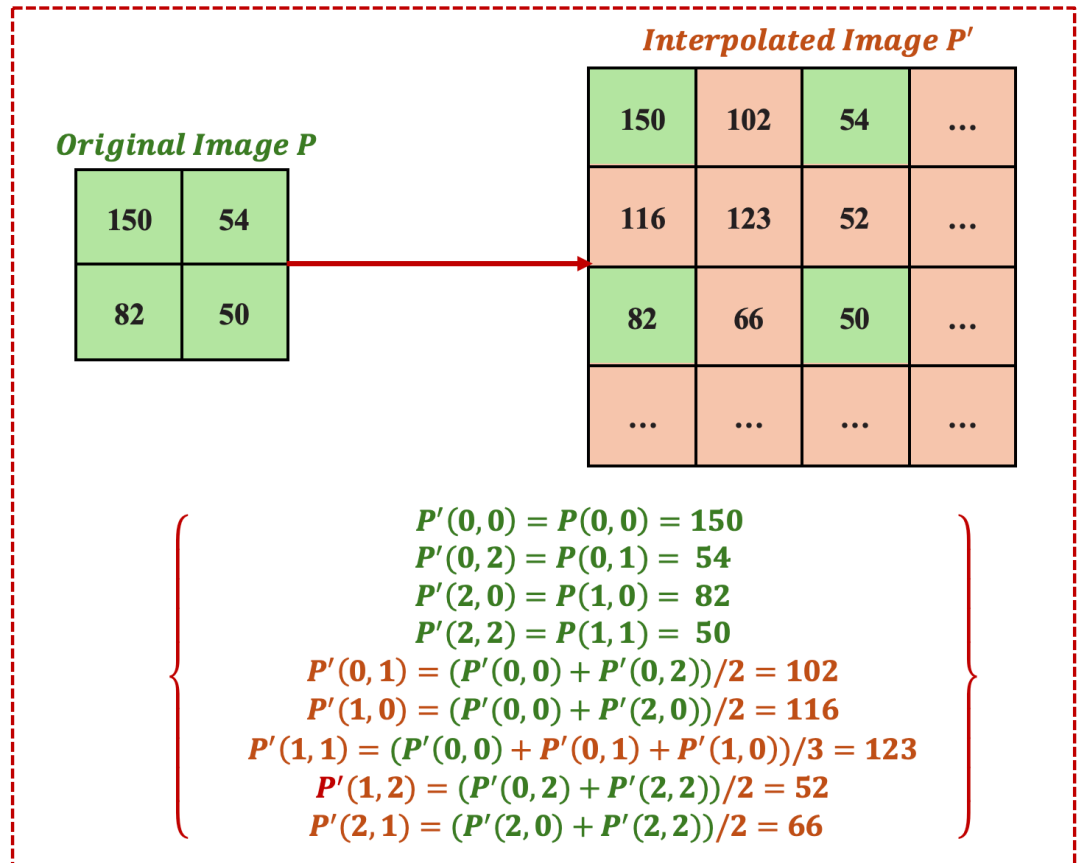 Interpolated Image P′
150 102 54 ...
Original Image P
116 123 52 ...
150 54
82 50
82 66 50 ...
... ... ... ...
P′(0, 0) = P(0, 0) = 150
P′(0, 2) = P(0, 1) = 54
P′(2, 0) = P(1, 0) = 82
P′(2, 2) = P(1, 1) = 50
P′(0, 1) = (P′(0, 0) + P′(0, 2))/2 = 102
P′(1, 0) = (P′(0, 0) + P′(2, 0))/2 = 116
P′(1, 1) = (P′(0, 0) + P′(0, 1) + P′(1, 0))/3 = 123
P′(1, 2) = (P′(0, 2) + P′(2, 2))/2 = 52
P′(2, 1) = (P′(2, 0) + P′(2, 2))/2 = 66